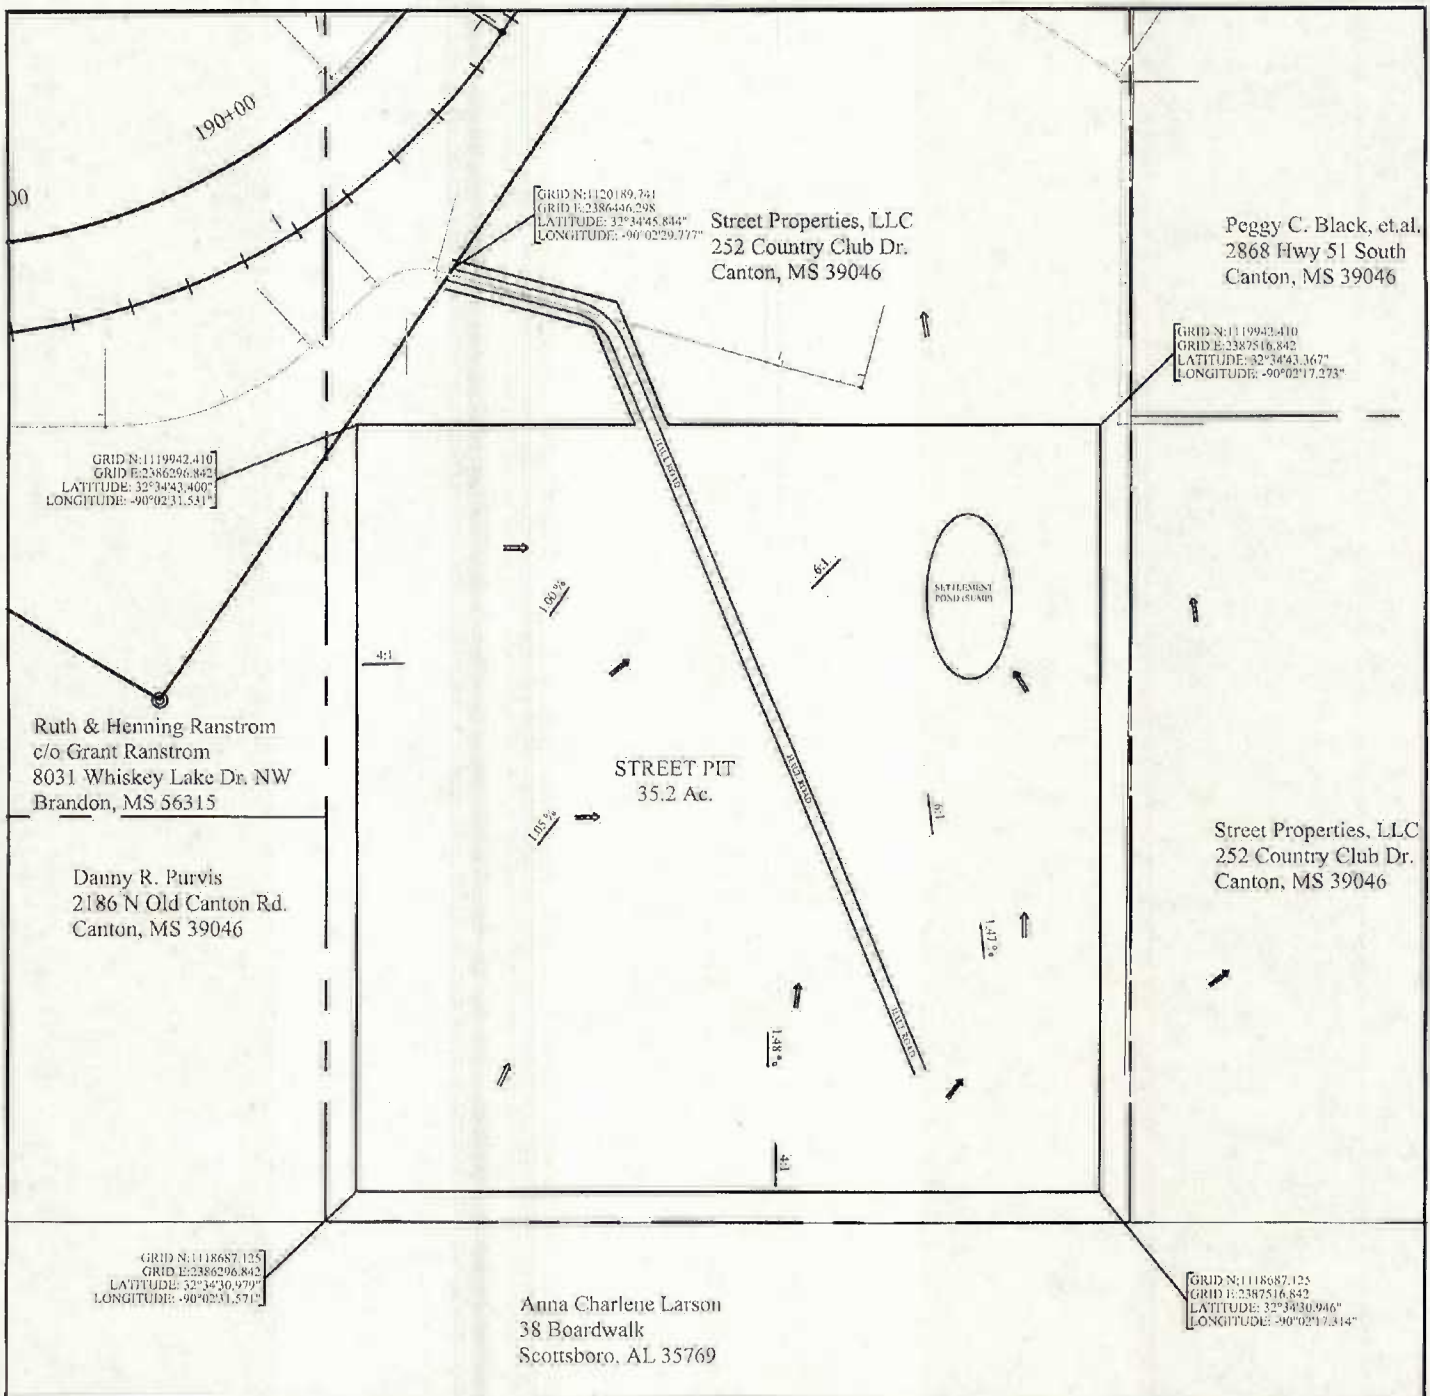 190+00
00
GRID N:1120189.741
GRID E:2386446.298
LATITUDE: 32°34'45.844"
LONGITUDE: -90°02'29.777"
Street Properties, LLC
252 Country Club Dr.
Canton, MS 39046
Peggy C. Black, et.al.
2868 Hwy 51 South
Canton, MS 39046
GRID N:1119942.410
GRID E:2387516.842
LATITUDE: 32°34'43.367"
LONGITUDE: -90°02'17.273"
GRID N:1119942.410
GRID E:2386296.842
LATITUDE: 32°34'43.400"
LONGITUDE: -90°02'31.531"
HAUL ROAD
6:1
SETTLEMENT
POND (SUMP)
1.00 %
4:1
Ruth & Henning Ranstrom
c/o Grant Ranstrom
8031 Whiskey Lake Dr. NW
Brandon, MS 56315
STREET PIT
35.2 Ac.
HAUL ROAD
6:1
1.05 %
Street Properties, LLC
252 Country Club Dr.
Canton, MS 39046
Danny R. Purvis
2186 N Old Canton Rd.
Canton, MS 39046
1.47 %
HAUL ROAD
1.48 %
4:1
GRID N:1118687.125
GRID E:2386296.842
LATITUDE: 32°34'30.979"
LONGITUDE: -90°02'31.571"
GRID N:1118687.125
GRID E:2387516.842
LATITUDE: 32°34'30.946"
LONGITUDE: -90°02'17.314"
Anna Charlene Larson
38 Boardwalk
Scottsboro, AL 35769